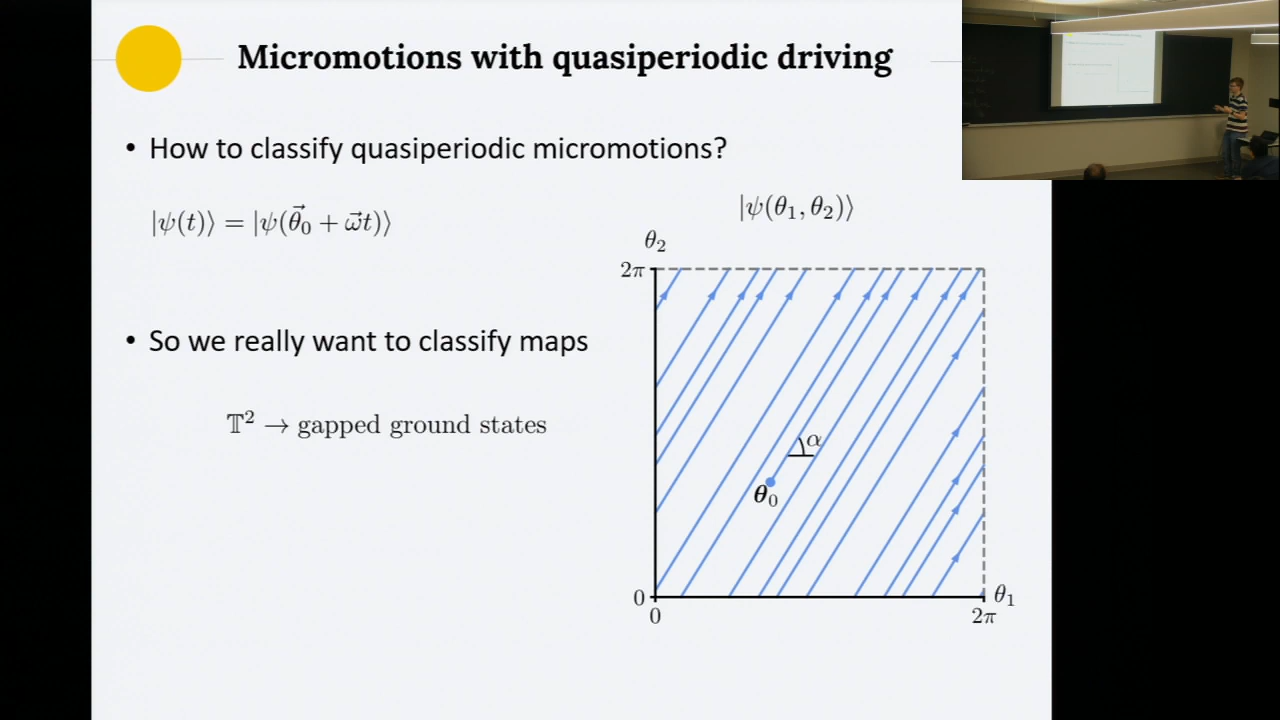 Micromotions with quasiperiodic driving
• How to classify quasiperiodic micromotions?
|ψ(t)⟩ = |ψ(θ⃗₀ + ω⃗t)⟩
• So we really want to classify maps
𝕋² → gapped ground states
|ψ(θ₁, θ₂)⟩
θ₂
2π
α
θ₀
0
θ₁
0
2π